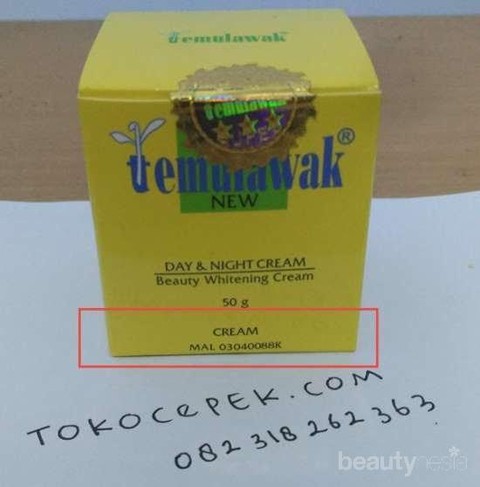 temulawak
temulawak
temulawak®
NEW
DAY & NIGHT CREAM
Beauty Whitening Cream
50 g
CREAM
MAL 03040088K
TOKOCePEK.COM
082 318 262 363
beautynesia